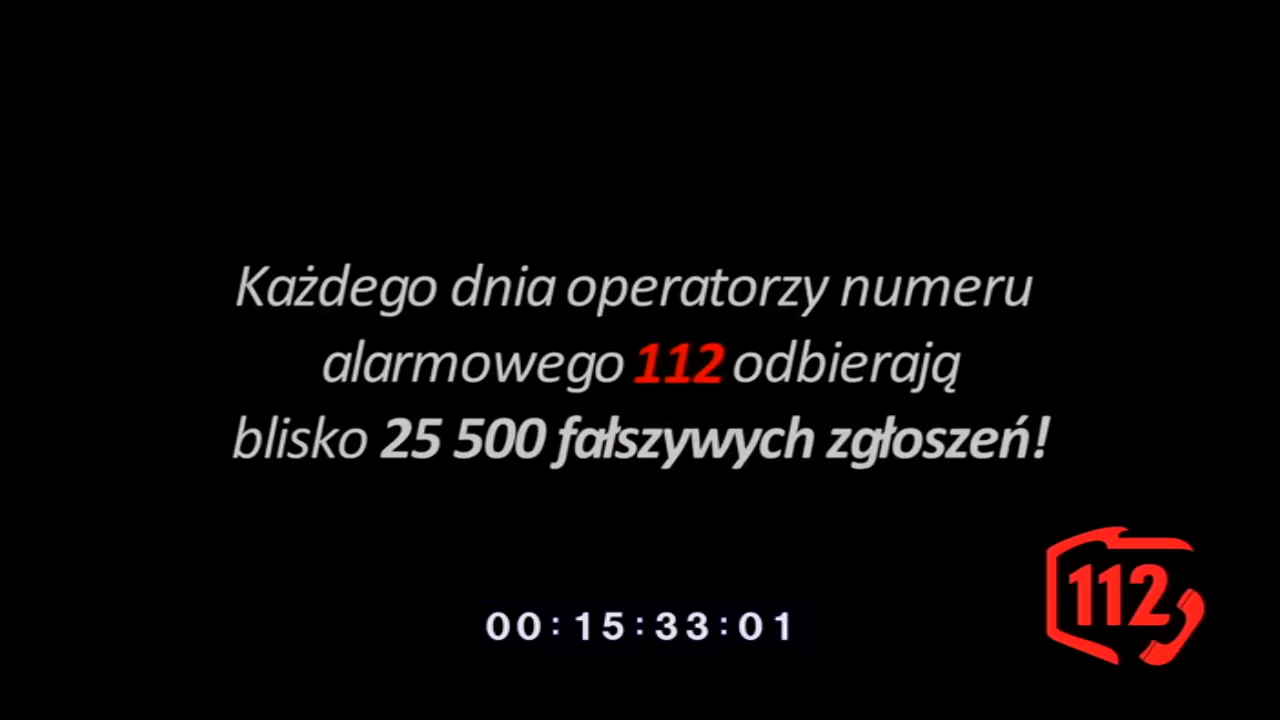 Każdego dnia operatorzy numeru
alarmowego 112 odbierają
blisko 25 500 fałszywych zgłoszeń!
112
00:15:33:01